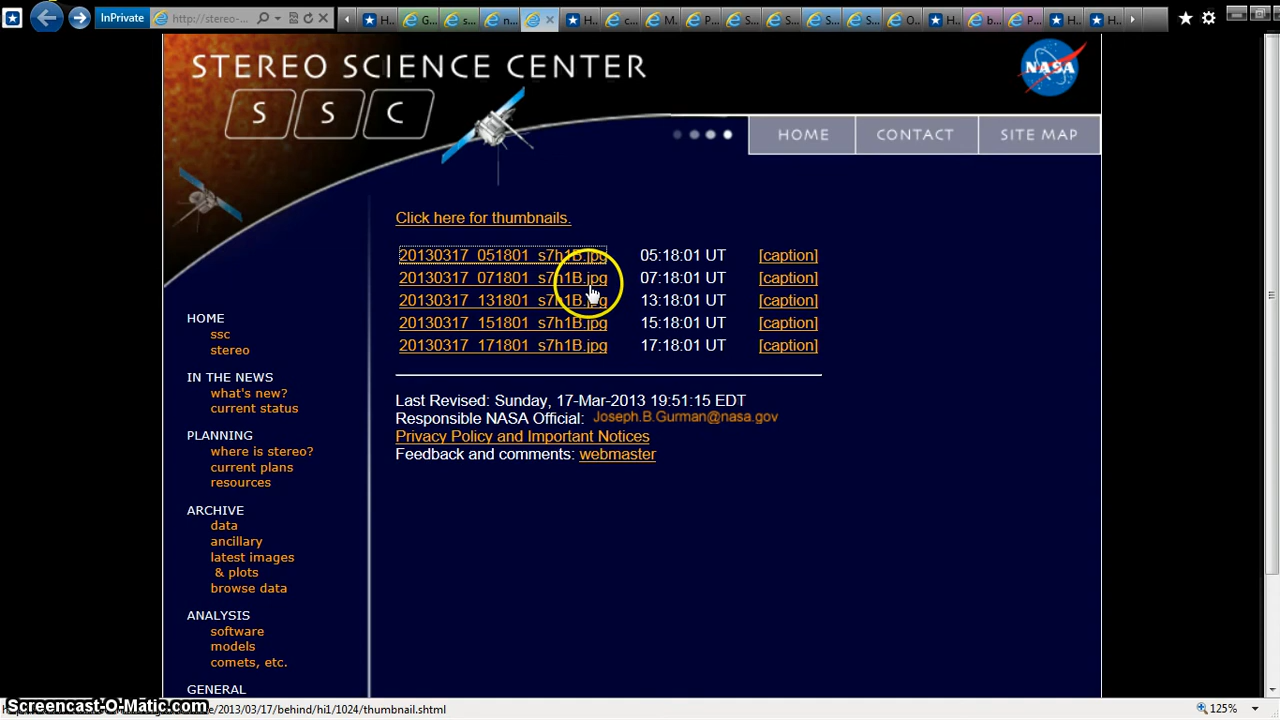 InPrivate
http://stereo-
STEREO SCIENCE CENTER
S S C
NASA
HOME CONTACT SITE MAP
Click here for thumbnails.
20130317_051801_s7h1B.jpg 05:18:01 UT [caption]
20130317_071801_s7h1B.jpg 07:18:01 UT [caption]
20130317_131801_s7h1B.jpg 13:18:01 UT [caption]
20130317_151801_s7h1B.jpg 15:18:01 UT [caption]
20130317_171801_s7h1B.jpg 17:18:01 UT [caption]
Last Revised: Sunday, 17-Mar-2013 19:51:15 EDT
Responsible NASA Official: Joseph.B.Gurman@nasa.gov
Privacy Policy and Important Notices
Feedback and comments: webmaster
HOME
ssc
stereo
IN THE NEWS
what's new?
current status
PLANNING
where is stereo?
current plans
resources
ARCHIVE
data
ancillary
latest images
& plots
browse data
ANALYSIS
software
models
comets, etc.
GENERAL
Screencast-O-Matic.com
/2013/03/17/behind/hi1/1024/thumbnail.shtml
125%